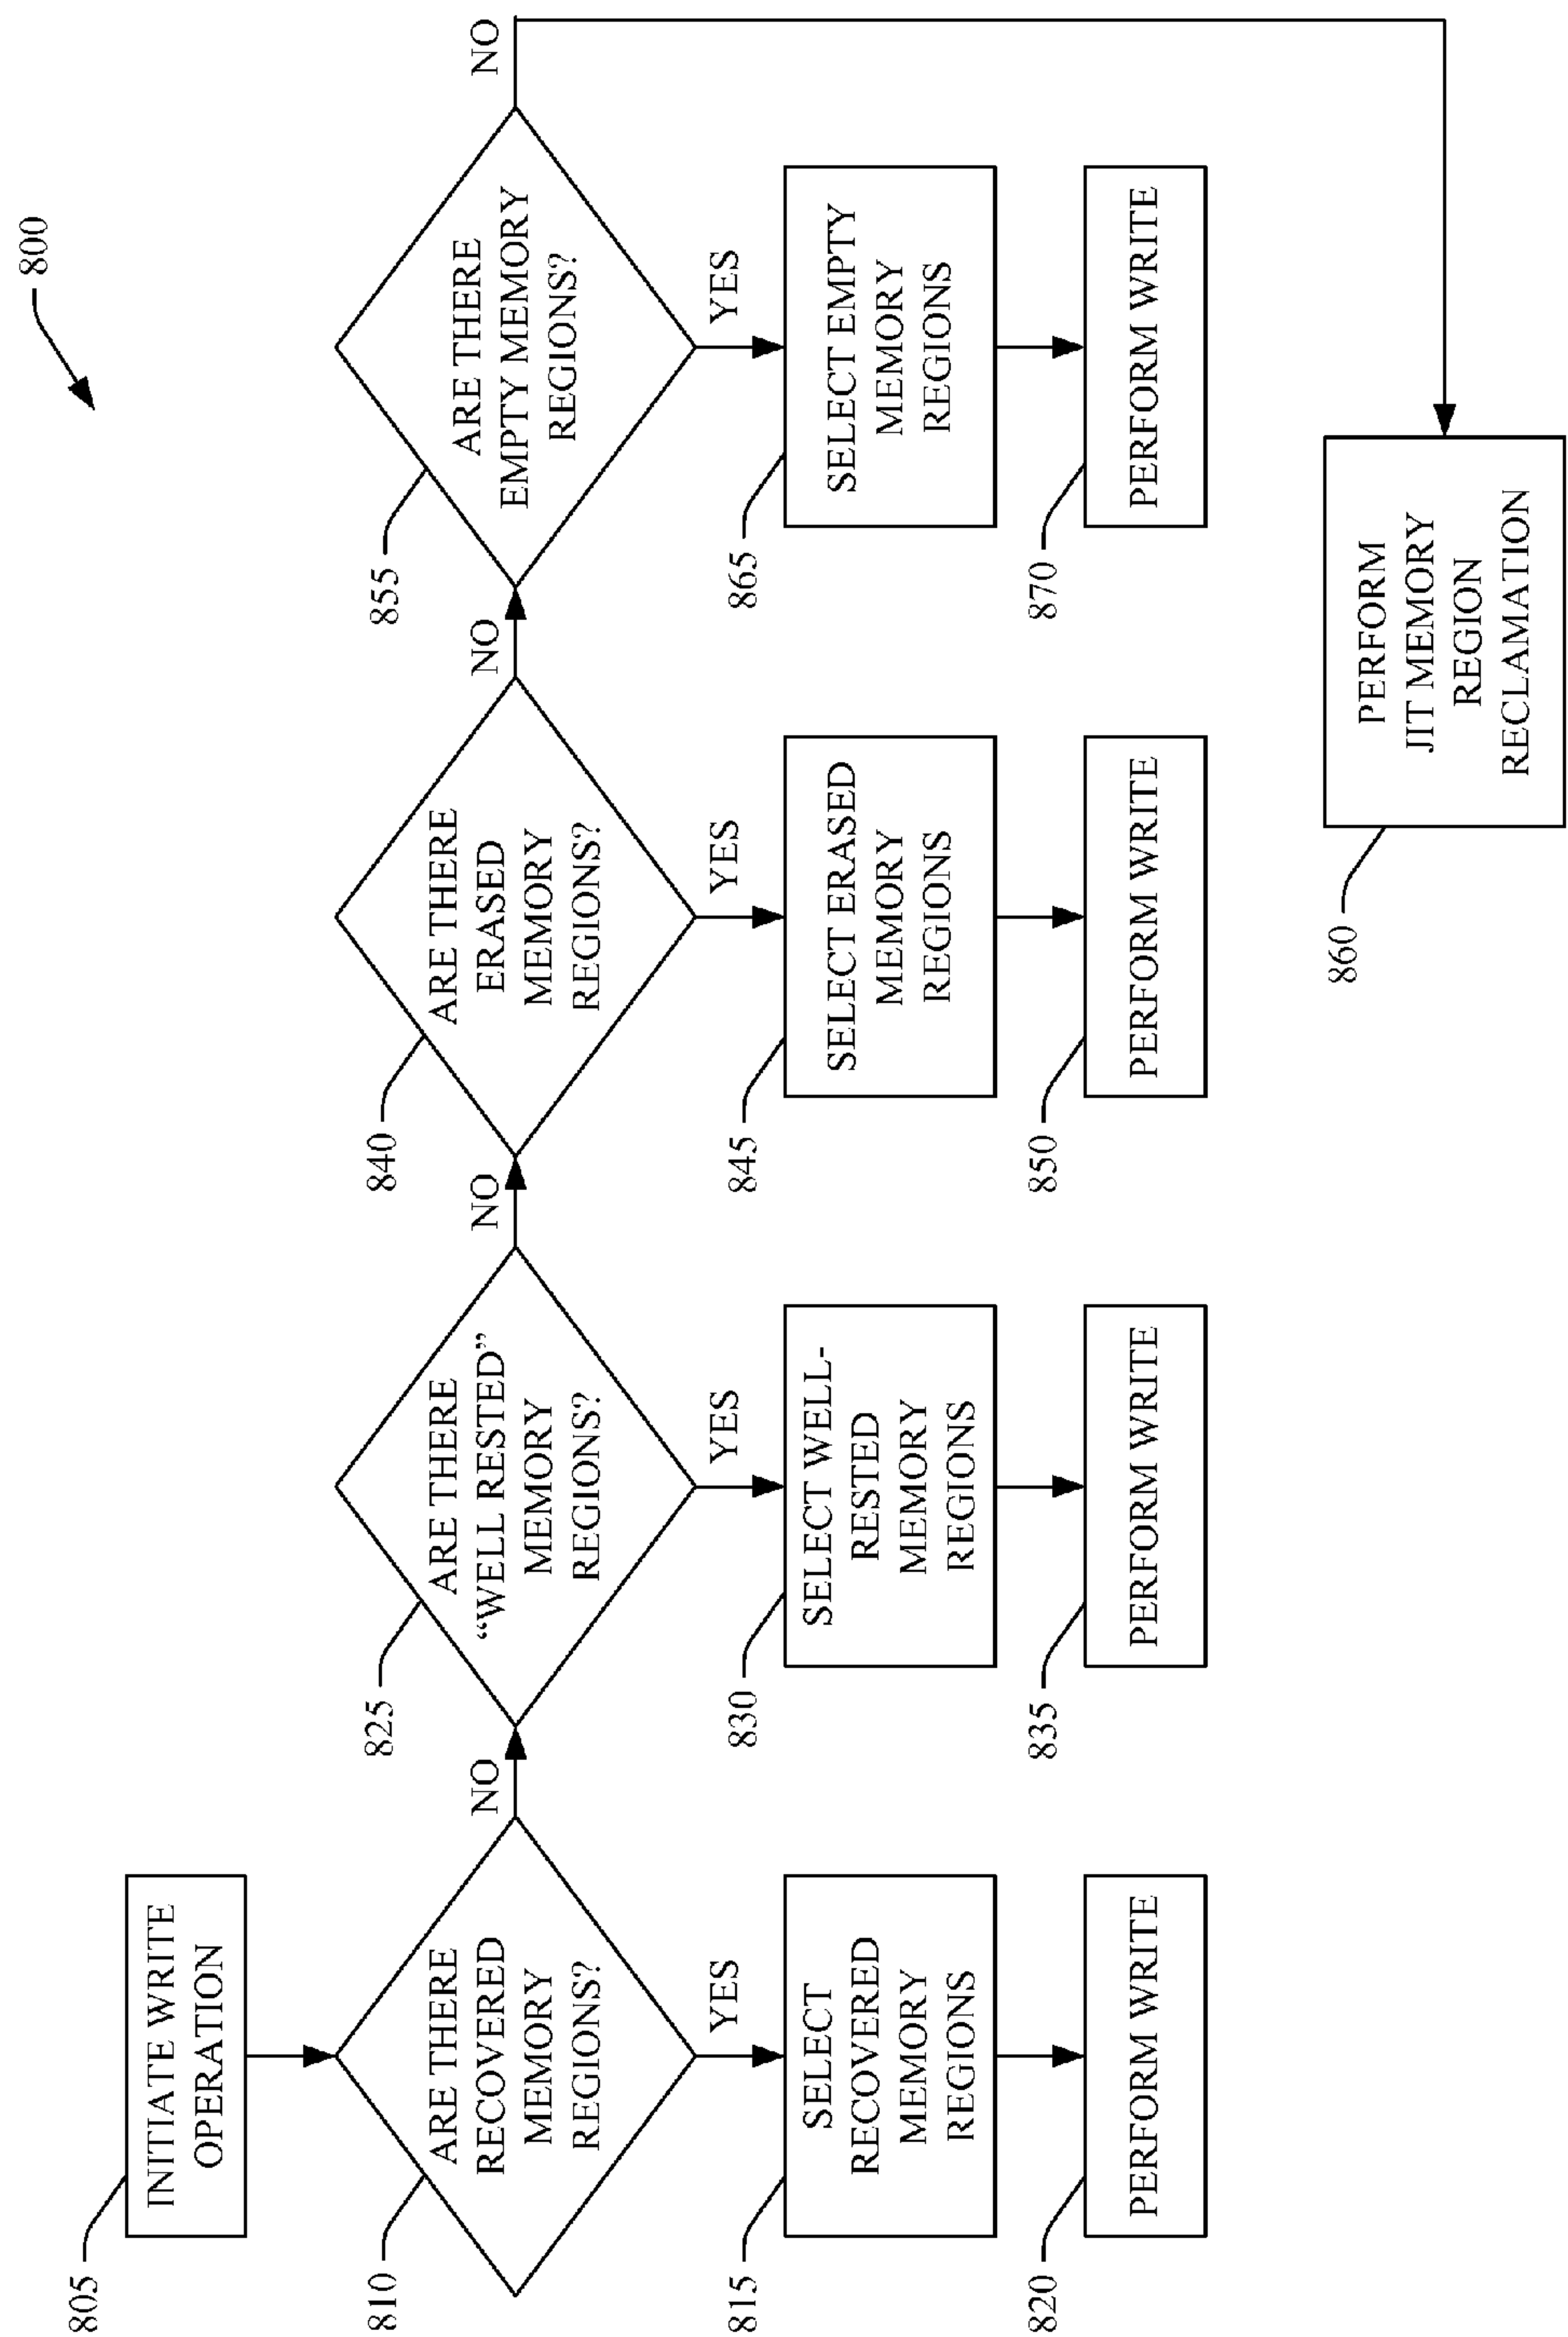 800
805
INITIATE WRITE
OPERATION
810
ARE THERE
RECOVERED
MEMORY
REGIONS?
NO
YES
815
SELECT
RECOVERED
MEMORY
REGIONS
820
PERFORM WRITE
825
ARE THERE
“WELL RESTED”
MEMORY
REGIONS?
NO
YES
830
SELECT WELL-
RESTED
MEMORY
REGIONS
835
PERFORM WRITE
840
ARE THERE
ERASED
MEMORY
REGIONS?
NO
YES
845
SELECT ERASED
MEMORY
REGIONS
850
PERFORM WRITE
855
ARE THERE
EMPTY MEMORY
REGIONS?
NO
YES
865
SELECT EMPTY
MEMORY
REGIONS
870
PERFORM WRITE
860
PERFORM
JIT MEMORY
REGION
RECLAMATION